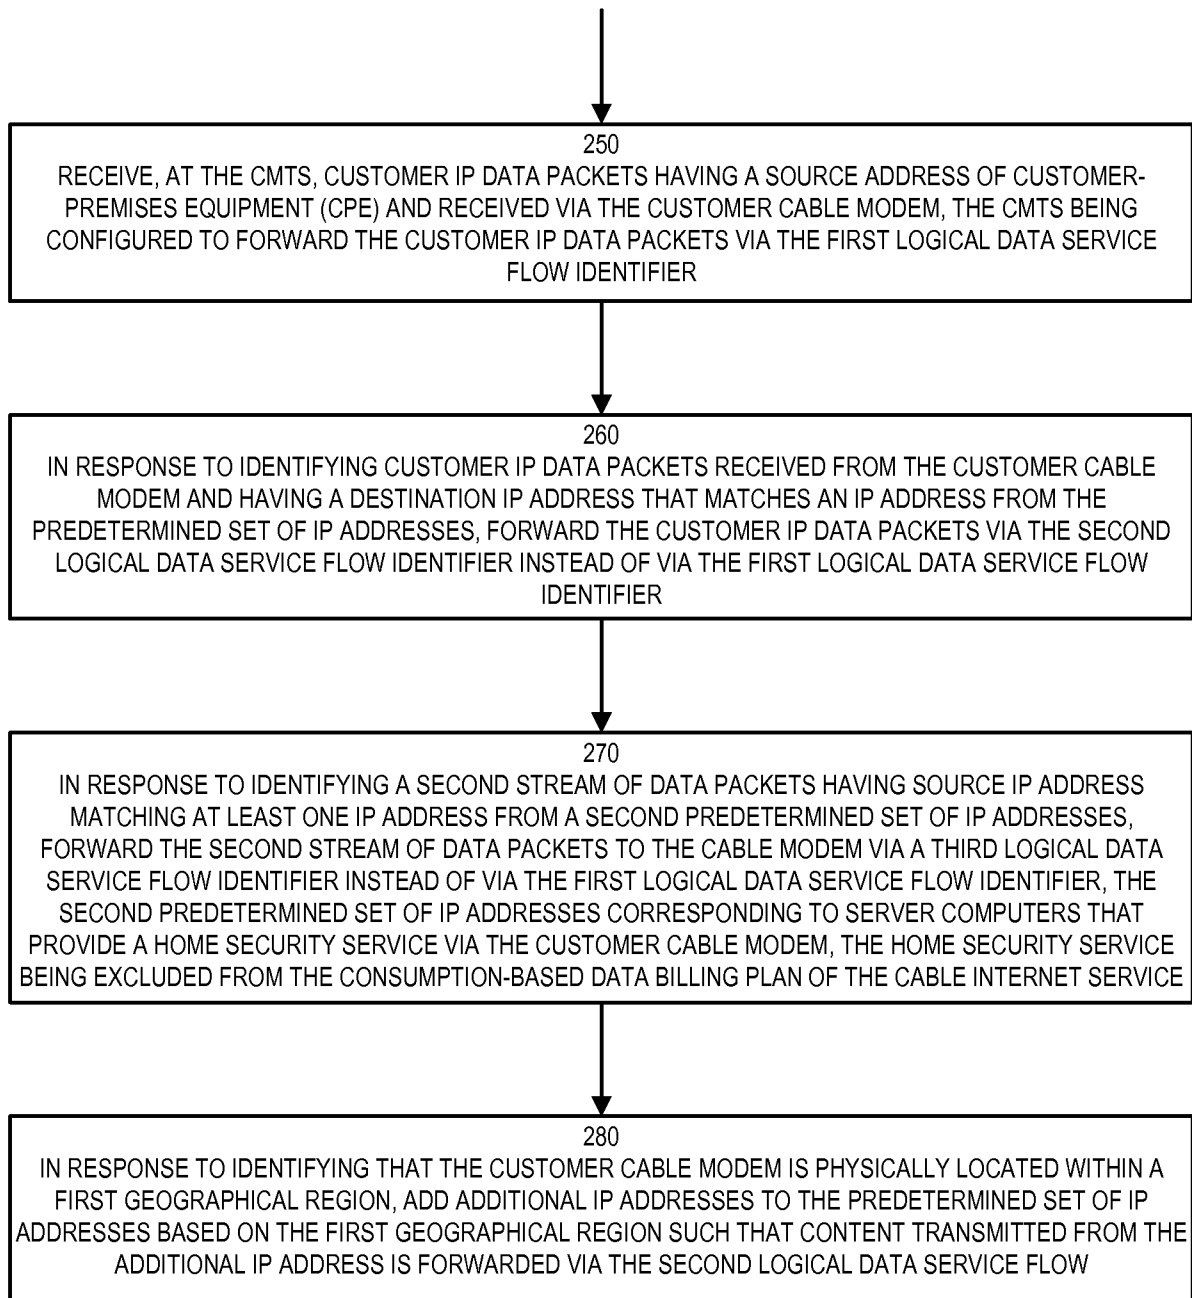 250
RECEIVE, AT THE CMTS, CUSTOMER IP DATA PACKETS HAVING A SOURCE ADDRESS OF CUSTOMER-
PREMISES EQUIPMENT (CPE) AND RECEIVED VIA THE CUSTOMER CABLE MODEM, THE CMTS BEING
CONFIGURED TO FORWARD THE CUSTOMER IP DATA PACKETS VIA THE FIRST LOGICAL DATA SERVICE
FLOW IDENTIFIER
260
IN RESPONSE TO IDENTIFYING CUSTOMER IP DATA PACKETS RECEIVED FROM THE CUSTOMER CABLE
MODEM AND HAVING A DESTINATION IP ADDRESS THAT MATCHES AN IP ADDRESS FROM THE
PREDETERMINED SET OF IP ADDRESSES, FORWARD THE CUSTOMER IP DATA PACKETS VIA THE SECOND
LOGICAL DATA SERVICE FLOW IDENTIFIER INSTEAD OF VIA THE FIRST LOGICAL DATA SERVICE FLOW
IDENTIFIER
270
IN RESPONSE TO IDENTIFYING A SECOND STREAM OF DATA PACKETS HAVING SOURCE IP ADDRESS
MATCHING AT LEAST ONE IP ADDRESS FROM A SECOND PREDETERMINED SET OF IP ADDRESSES,
FORWARD THE SECOND STREAM OF DATA PACKETS TO THE CABLE MODEM VIA A THIRD LOGICAL DATA
SERVICE FLOW IDENTIFIER INSTEAD OF VIA THE FIRST LOGICAL DATA SERVICE FLOW IDENTIFIER, THE
SECOND PREDETERMINED SET OF IP ADDRESSES CORRESPONDING TO SERVER COMPUTERS THAT
PROVIDE A HOME SECURITY SERVICE VIA THE CUSTOMER CABLE MODEM, THE HOME SECURITY SERVICE
BEING EXCLUDED FROM THE CONSUMPTION-BASED DATA BILLING PLAN OF THE CABLE INTERNET SERVICE
280
IN RESPONSE TO IDENTIFYING THAT THE CUSTOMER CABLE MODEM IS PHYSICALLY LOCATED WITHIN A
FIRST GEOGRAPHICAL REGION, ADD ADDITIONAL IP ADDRESSES TO THE PREDETERMINED SET OF IP
ADDRESSES BASED ON THE FIRST GEOGRAPHICAL REGION SUCH THAT CONTENT TRANSMITTED FROM THE
ADDITIONAL IP ADDRESS IS FORWARDED VIA THE SECOND LOGICAL DATA SERVICE FLOW